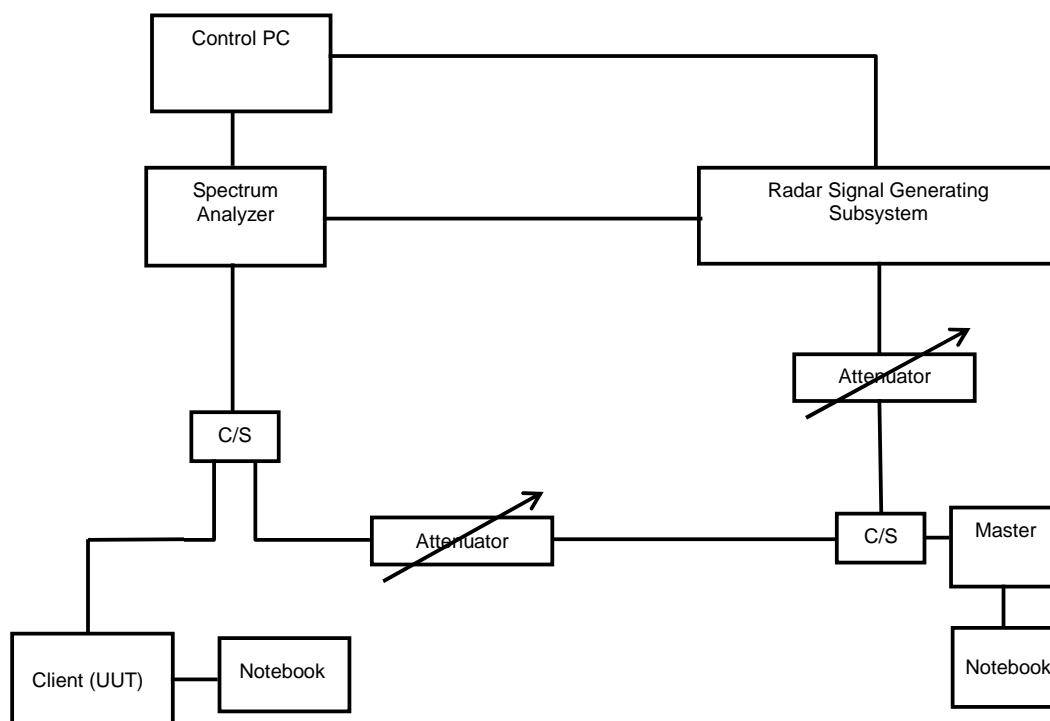 Control PC
Spectrum
Analyzer
Radar Signal Generating
Subsystem
Attenuator
C/S
Attenuator
C/S
Master
Client (UUT)
Notebook
Notebook